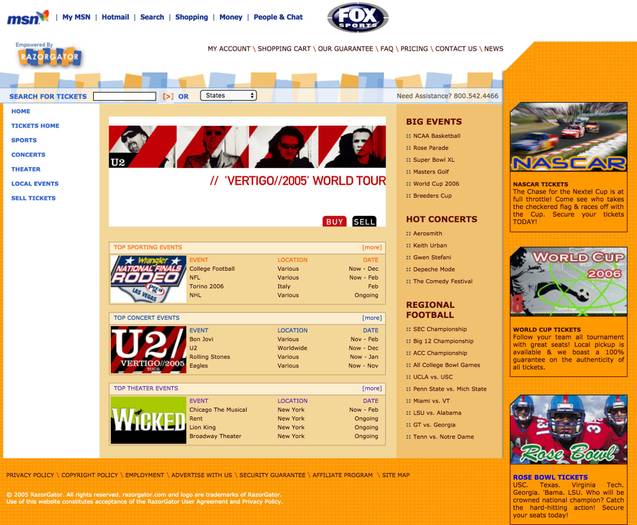 msn | My MSN | Hotmail | Search | Shopping | Money | People & Chat
FOX
SPORTS
Empowered By
RAZORGATOR
MY ACCOUNT \ SHOPPING CART \ OUR GUARANTEE \ FAQ \ PRICING \ CONTACT US \ NEWS
SEARCH FOR TICKETS [>] OR States Need Assistance? 800.542.4466
HOME
TICKETS HOME
SPORTS
CONCERTS
THEATER
LOCAL EVENTS
SELL TICKETS
U2
// 'VERTIGO//2005' WORLD TOUR
BUY SELL
TOP SPORTING EVENTS [more]
Wrangler
NATIONAL FINALS
RODEO
LAS VEGAS
EVENT LOCATION DATE
College Football Various Now - Dec
NFL Various Now - Feb
Torino 2006 Italy Feb
NHL Various Ongoing
TOP CONCERT EVENTS [more]
U2/
VERTIGO//2005
EVENT LOCATION DATE
Bon Jovi Various Nov - Feb
U2 Worldwide Now - Dec
Rolling Stones Various Now - Jan
Eagles Various Now - Nov
TOP THEATER EVENTS [more]
WICKED
EVENT LOCATION DATE
Chicago The Musical New York Now - Feb
Rent New York Ongoing
Lion King New York Ongoing
Broadway Theater New York Ongoing
BIG EVENTS
:: NCAA Basketball
:: Rose Parade
:: Super Bowl XL
:: Masters Golf
:: World Cup 2006
:: Breeders Cup
HOT CONCERTS
:: Aerosmith
:: Keith Urban
:: Gwen Stefani
:: Depeche Mode
:: The Comedy Festival
REGIONAL
FOOTBALL
:: SEC Championship
:: Big 12 Championship
:: ACC Championship
:: All College Bowl Games
:: UCLA vs. USC
:: Penn State vs. Mich State
:: Miami vs. VT
:: LSU vs. Alabama
:: GT vs. Georgia
:: Tenn vs. Notre Dame
NASCAR
NASCAR TICKETS
The Chase for the Nextel Cup is at
full throttle! Come see who takes
the checkered flag & races off with
the Cup. Secure your tickets
TODAY!
WORLD CUP
2006
WORLD CUP TICKETS
Follow your team all tournament
with great seats! Local pickup is
available & we boast a 100%
guarantee on the authenticity of
all tickets.
Rose Bowl
ROSE BOWL TICKETS
USC. Texas. Virginia Tech.
Georgia. 'Bama. LSU. Who will be
crowned national champion? Catch
the hard-hitting action! Secure
your seats today!
PRIVACY POLICY \ COPYRIGHT POLICY \ EMPLOYMENT \ ADVERTISE WITH US \ SECURITY GUARANTEE \ AFFILIATE PROGRAM \ SITE MAP
© 2005 RazorGator. All rights reserved. razorgator.com and logo are trademarks of RazorGator.
Use of this website constitutes acceptance of the RazorGator User Agreement and Privacy Policy.